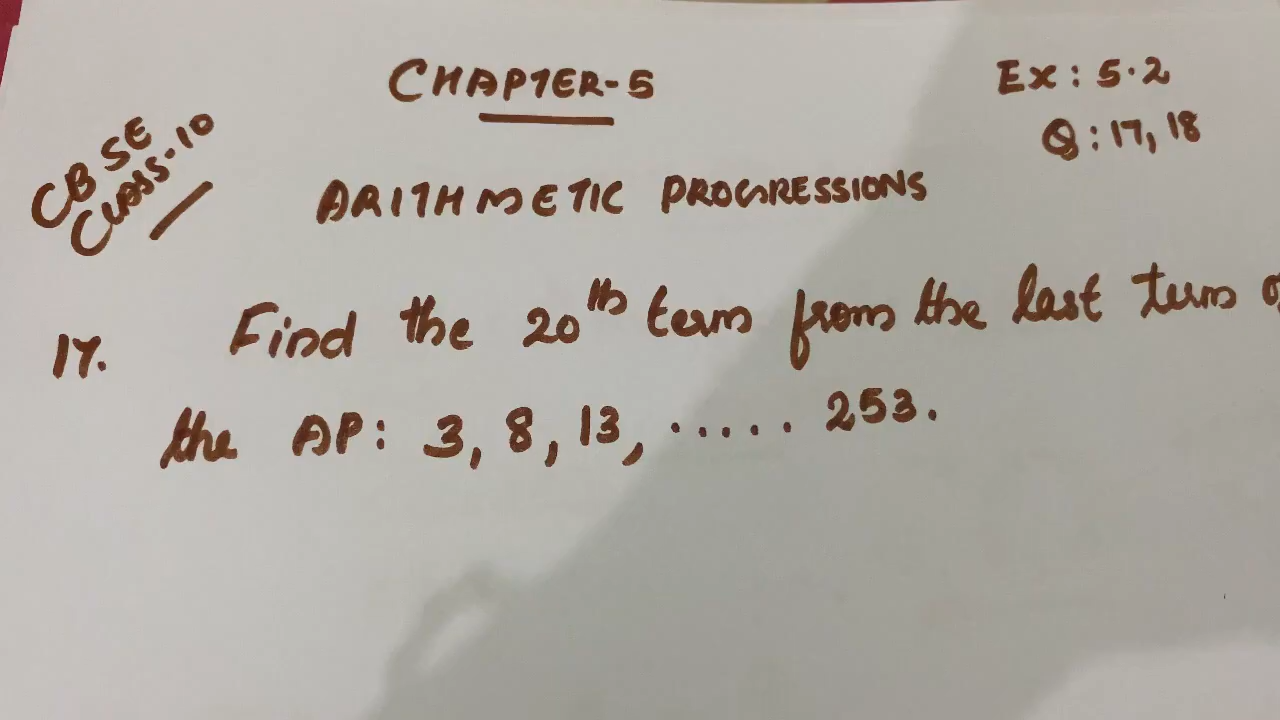 CHAPTER-5
Ex: 5.2
Q: 17, 18
CBSE
CLASS-10
ARITHMETIC PROGRESSIONS
17. Find the 20th term from the last term
the AP: 3, 8, 13, ..... 253.